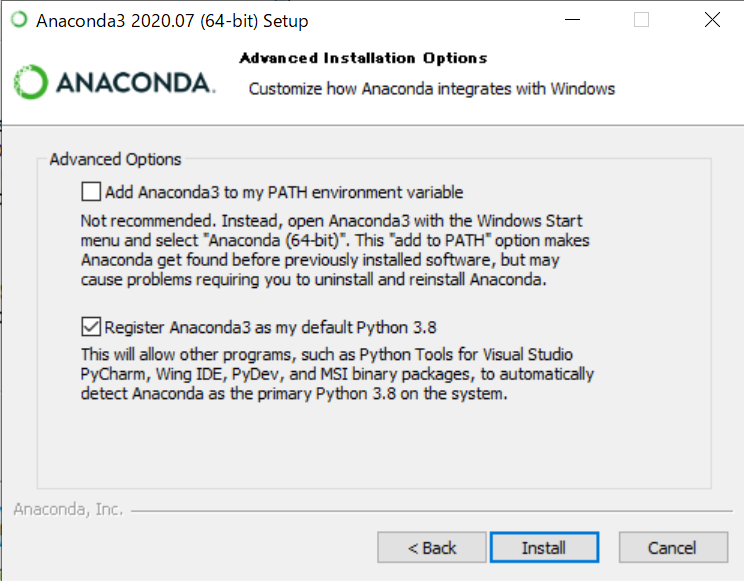 Anaconda3 2020.07 (64-bit) Setup
ANACONDA.
Advanced Installation Options
Customize how Anaconda integrates with Windows
Advanced Options
Add Anaconda3 to my PATH environment variable
Not recommended. Instead, open Anaconda3 with the Windows Start
menu and select "Anaconda (64-bit)". This "add to PATH" option makes
Anaconda get found before previously installed software, but may
cause problems requiring you to uninstall and reinstall Anaconda.
Register Anaconda3 as my default Python 3.8
This will allow other programs, such as Python Tools for Visual Studio
PyCharm, Wing IDE, PyDev, and MSI binary packages, to automatically
detect Anaconda as the primary Python 3.8 on the system.
Anaconda, Inc.
< Back
Install
Cancel